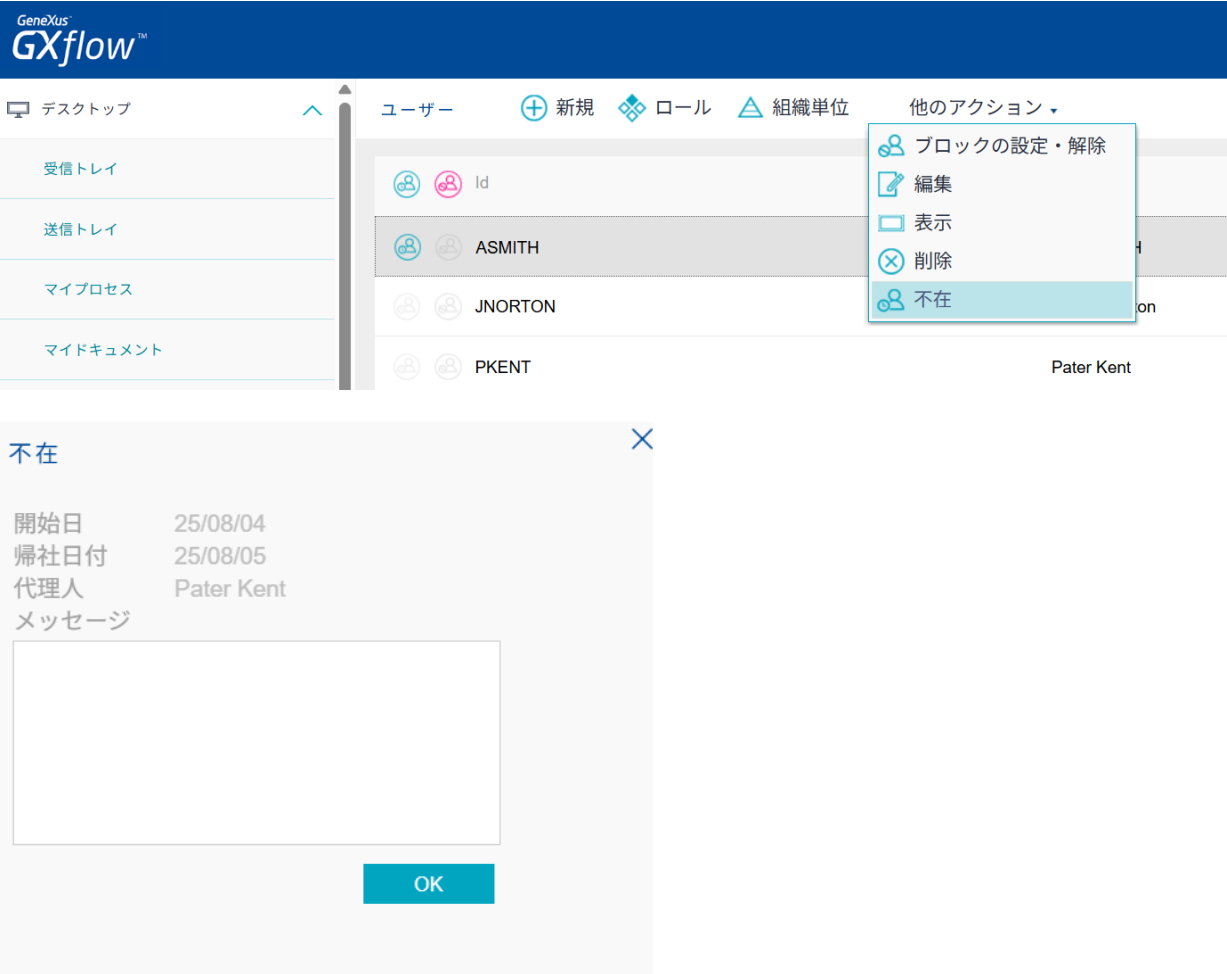 GeneXus™
GXflow™
デスクトップ
ユーザー 新規 ロール 組織単位 他のアクション
受信トレイ
送信トレイ
マイプロセス
マイドキュメント
ブロックの設定・解除
編集
表示
削除
不在
Id
ASMITH H
JNORTON ton
PKENT Pater Kent
不在
開始日 25/08/04
帰社日付 25/08/05
代理人 Pater Kent
メッセージ
OK